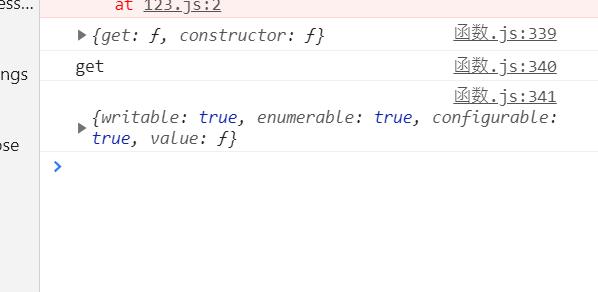 ess...
at 123.js:2
{get: ƒ, constructor: ƒ} 函数.js:339
ngs
get 函数.js:340
函数.js:341
{writable: true, enumerable: true, configurable:
ose
true, value: ƒ}